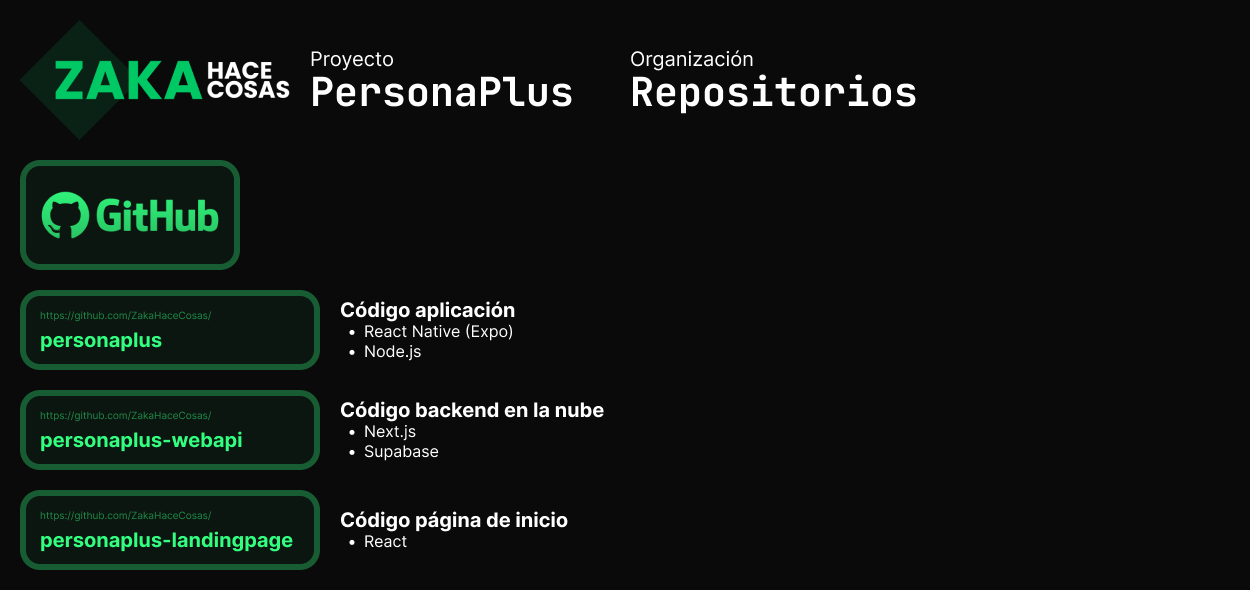 ZAKA HACE COSAS
Proyecto
PersonaPlus
Organización
Repositorios
GitHub
https://github.com/ZakaHaceCosas/
personaplus
Código aplicación
• React Native (Expo)
• Node.js
https://github.com/ZakaHaceCosas/
personaplus-webapi
Código backend en la nube
• Next.js
• Supabase
https://github.com/ZakaHaceCosas/
personaplus-landingpage
Código página de inicio
• React